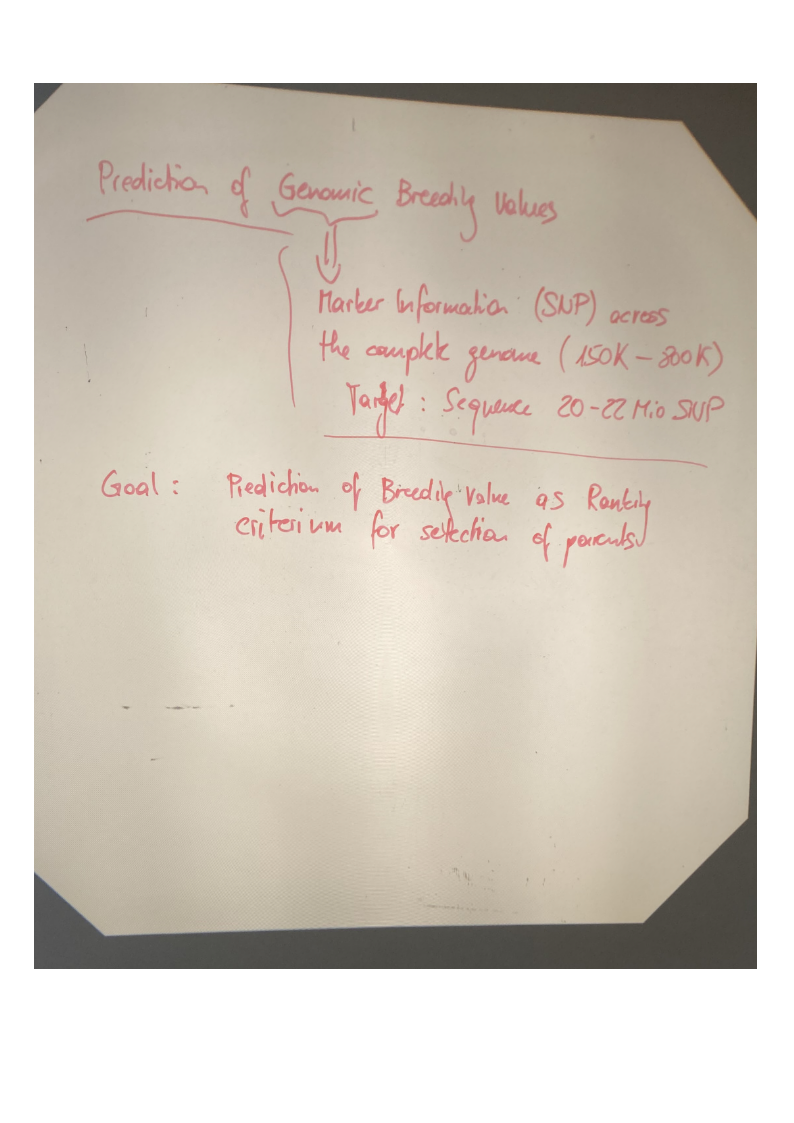 Prediction of Genomic Breeding Values
Marker Information (SNP) across
the complete genome (150K – 800K)
Target : Sequence 20-22 Mio SNP
Goal : Prediction of Breeding Value as Ranking
criterium for selection of parents